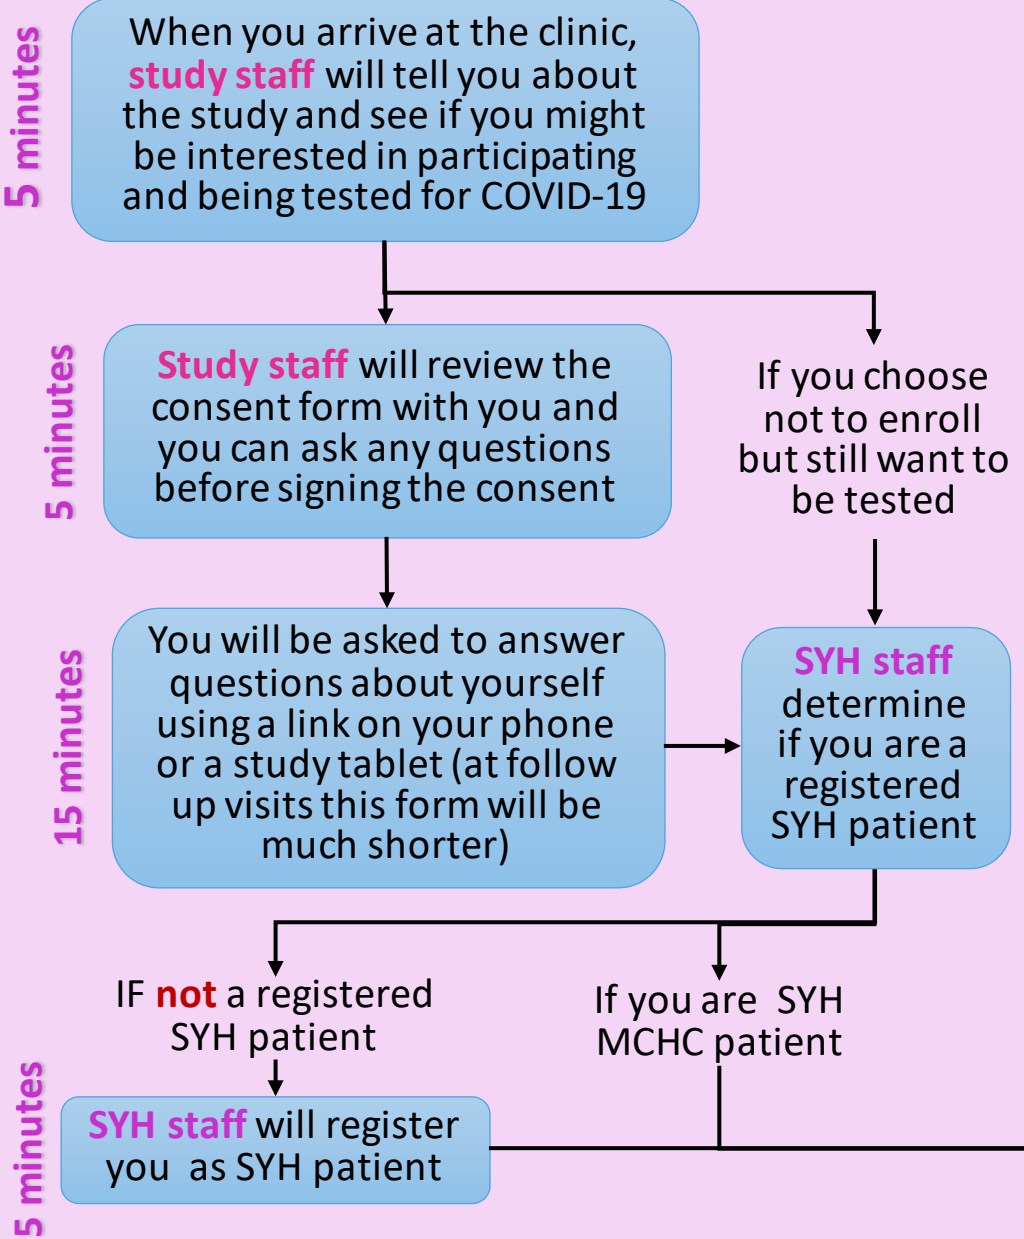 5 minutes
When you arrive at the clinic,
study staff will tell you about
the study and see if you might
be interested in participating
and being tested for COVID-19
5 minutes
Study staff will review the
consent form with you and
you can ask any questions
before signing the consent
If you choose
not to enroll
but still want to
be tested
15 minutes
You will be asked to answer
questions about yourself
using a link on your phone
or a study tablet (at follow
up visits this form will be
much shorter)
SYH staff
determine
if you are a
registered
SYH patient
IF not a registered
SYH patient
If you are SYH
MCHC patient
5 minutes
SYH staff will register
you as SYH patient